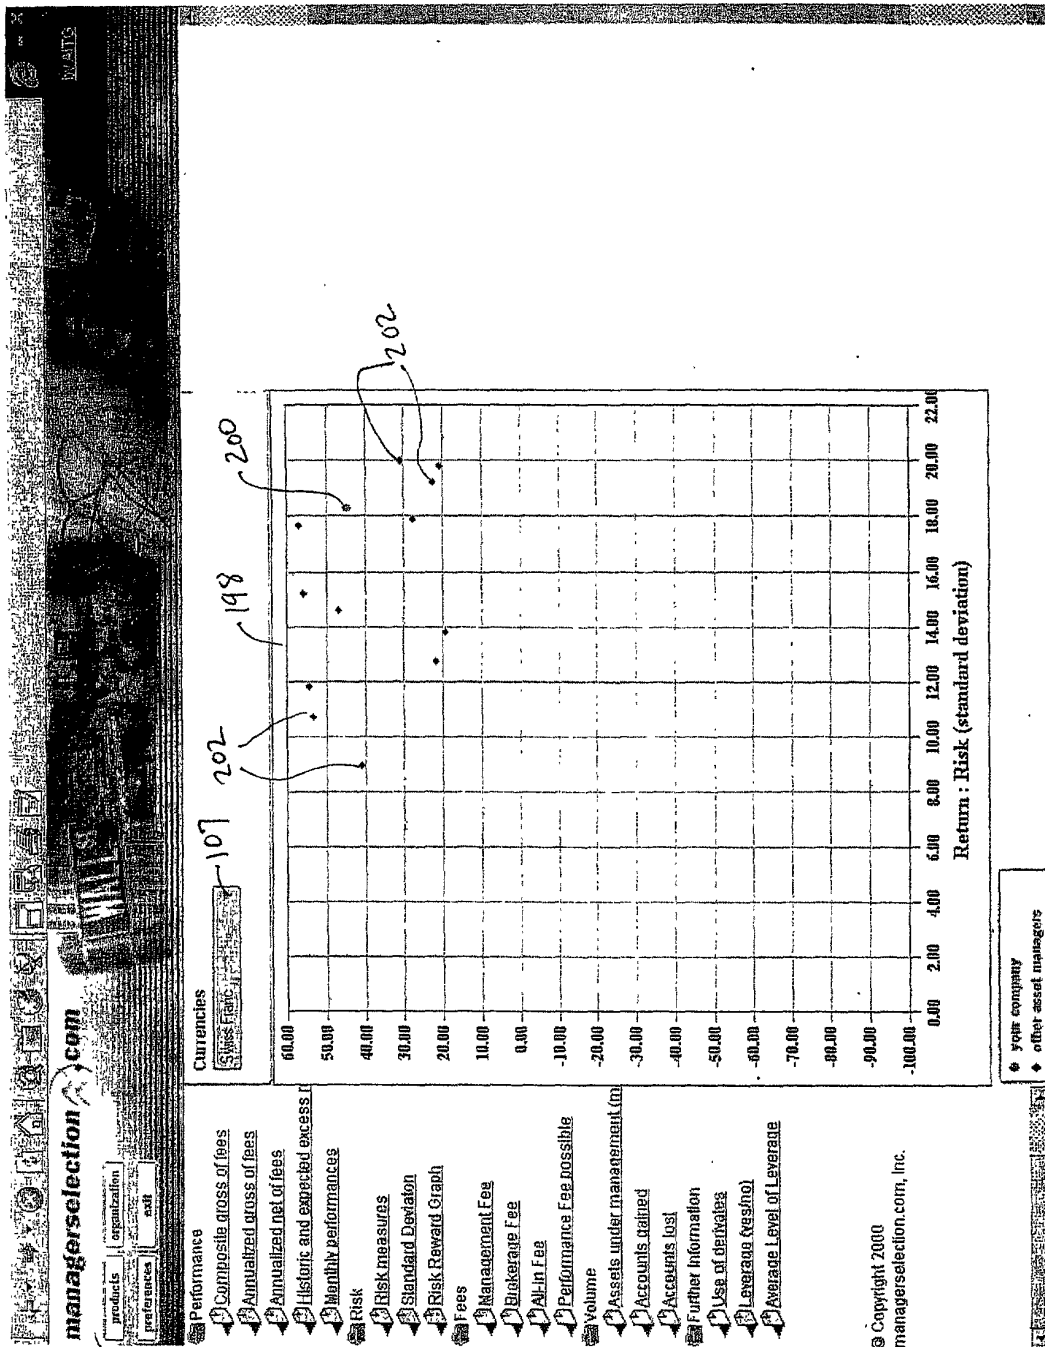 WAITS
managerselection.com
products organization
preferences exit
Performance
Composite gross of fees
Annualized gross of fees
Annualized net of fees
Historic and expected excess r
Monthly performances
Risk
Risk measures
Standard Deviaton
Risk Reward Graph
Fees
Management Fee
Brokerage Fee
All-In Fee
Performance Fee possible
Volume
Assets under management (m
Accounts gained
Accounts lost
Further Information
Use of derivates
Leverage (yes/no)
Average Level of Leverage
© Copyright 2000
managerselection.com, Inc.
Currencies
Swiss Franc
107
202
198
200
202
60.00
50.00
40.00
30.00
20.00
0.00
-10.00
-20.00
-30.00
-40.00
-50.00
-60.00
-70.00
-80.00
-90.00
-100.00
0.00 2.00 4.00 6.00 8.00 10.00 12.00 14.00 16.00 18.00 20.00 22.00
Return : Risk (standard deviation)
your company
other asset managers